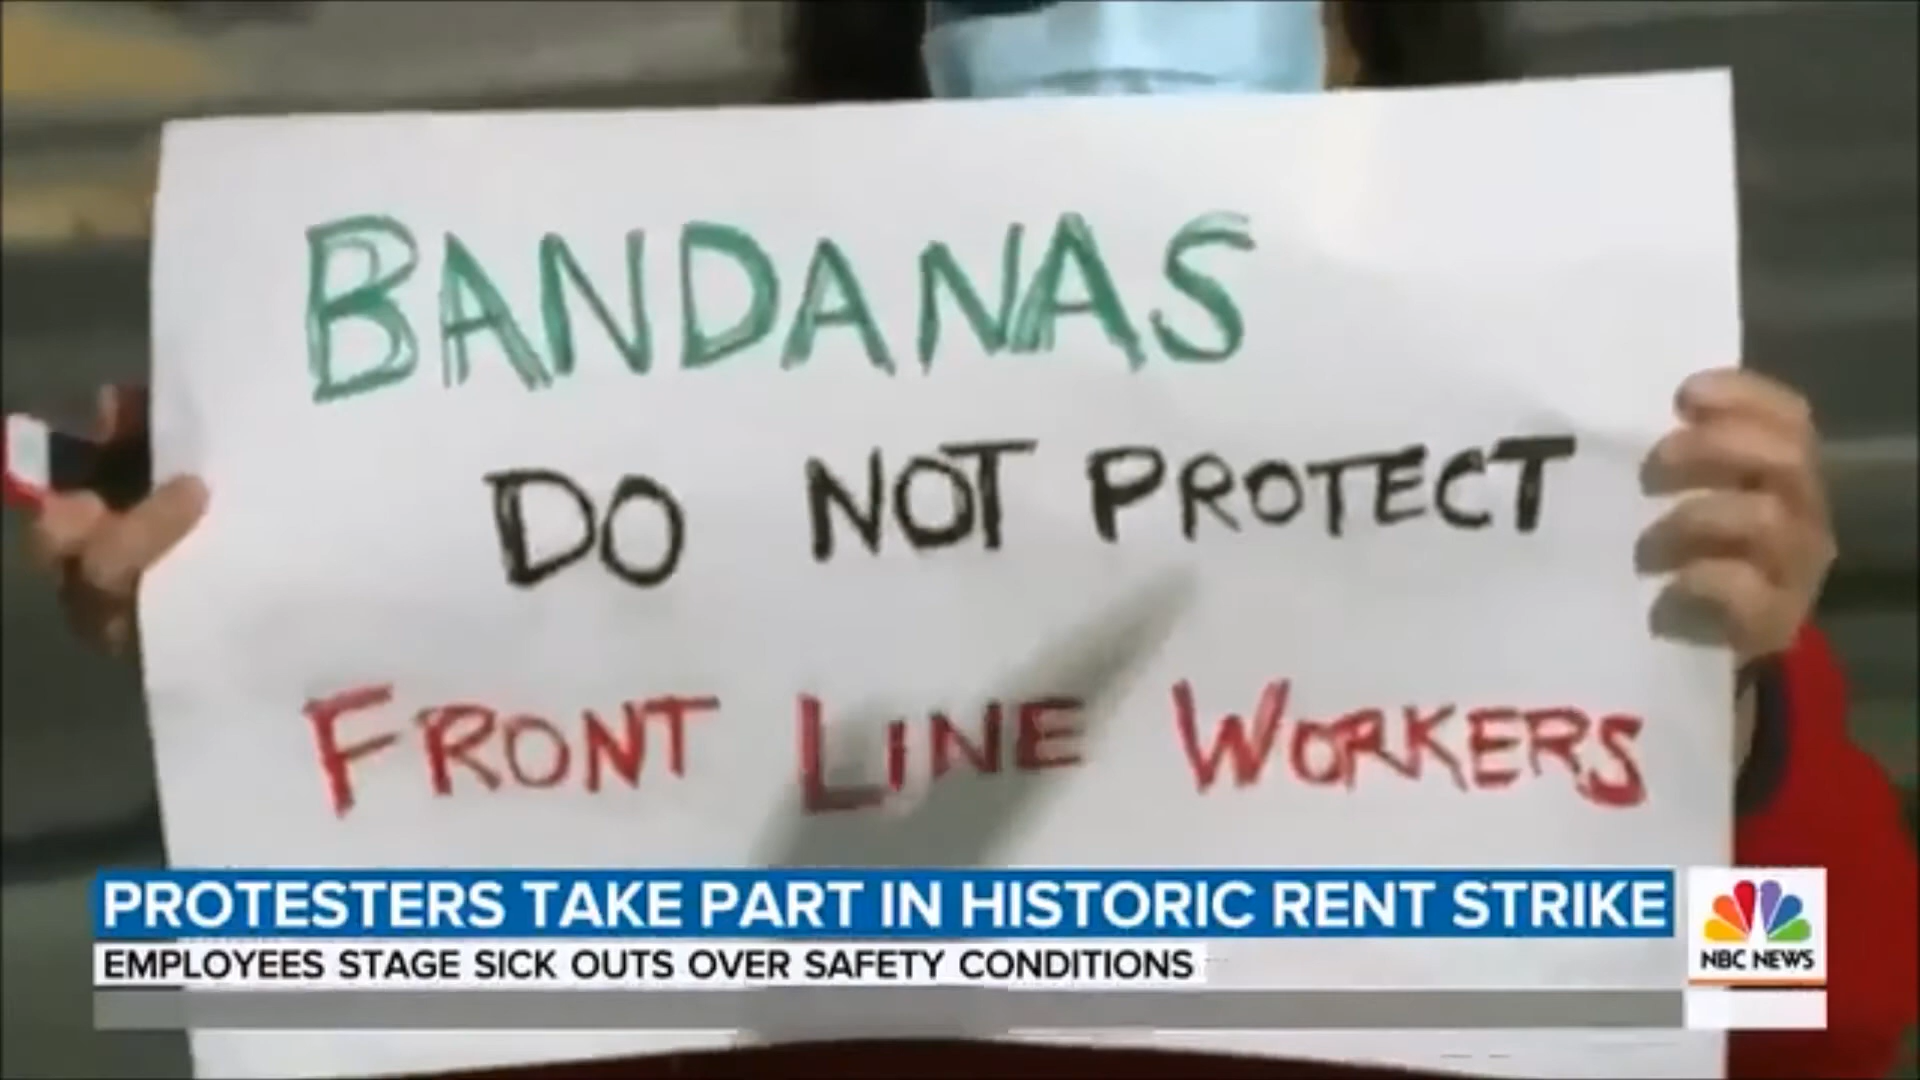 BANDANAS
DO NOT PROTECT
FRONT LINE WORKERS
PROTESTERS TAKE PART IN HISTORIC RENT STRIKE
EMPLOYEES STAGE SICK OUTS OVER SAFETY CONDITIONS
NBC NEWS